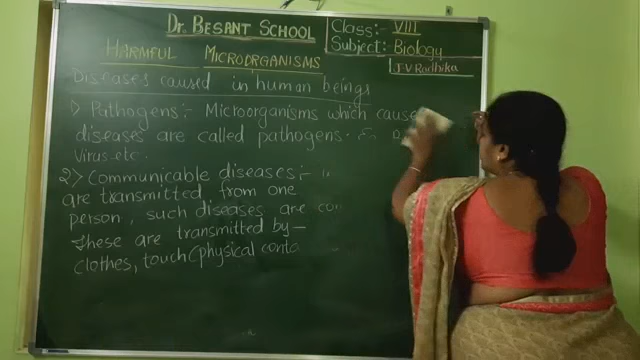 Dr. BESANT SCHOOL
Class:- VIII
Subject:- Biology
J.V Radhika
HARMFUL MICROORGANISMS
Diseases caused in human beings
1) Pathogens:- Microorganisms which cause
diseases are called pathogens.
Virus etc.
2) Communicable diseases:-
are transmitted from one
person, such diseases are
These are transmitted by—
clothes, touch (physical